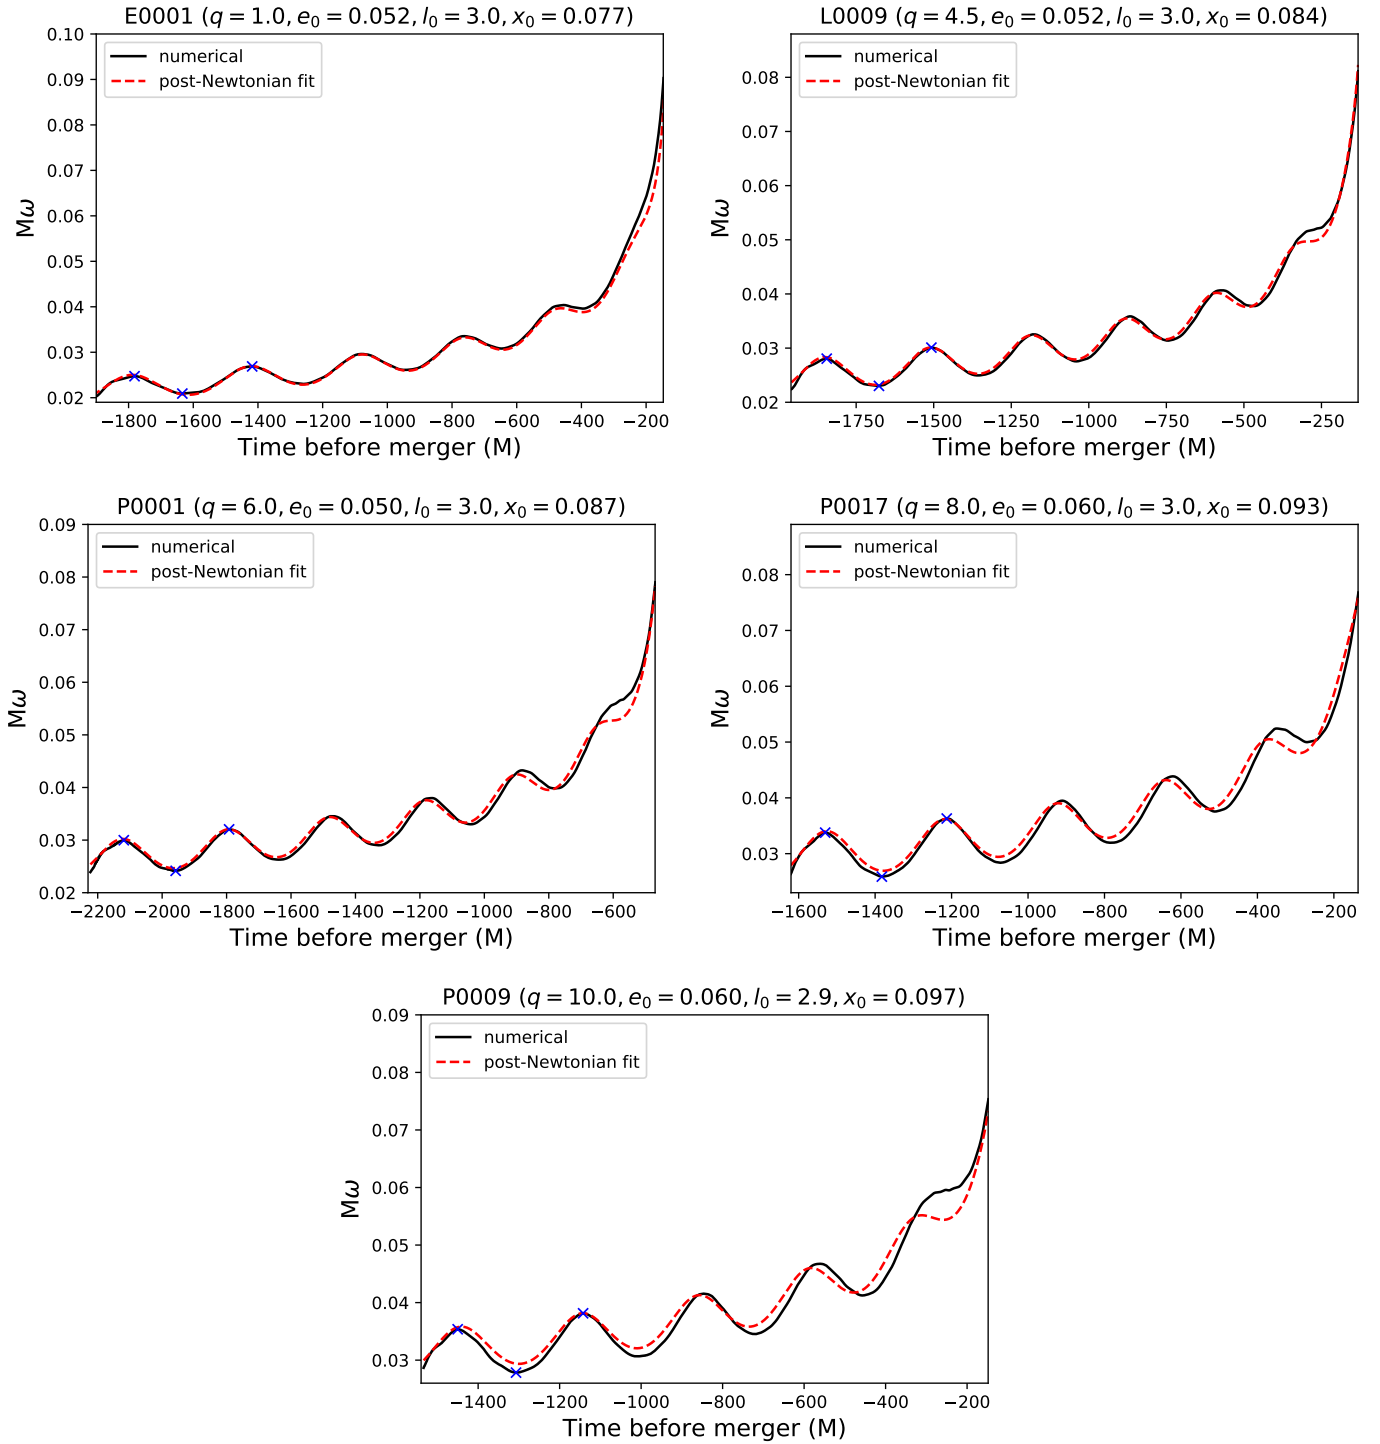 E0001 (q = 1.0, e₀ = 0.052, l₀ = 3.0, x₀ = 0.077)
numerical
post-Newtonian fit
0.10
0.09
0.08
0.07
0.06
0.05
0.04
0.03
0.02
Mω
−1800 −1600 −1400 −1200 −1000 −800 −600 −400 −200
Time before merger (M)
L0009 (q = 4.5, e₀ = 0.052, l₀ = 3.0, x₀ = 0.084)
numerical
post-Newtonian fit
0.08
0.07
0.06
0.05
0.04
0.03
0.02
Mω
−1750 −1500 −1250 −1000 −750 −500 −250
Time before merger (M)
P0001 (q = 6.0, e₀ = 0.050, l₀ = 3.0, x₀ = 0.087)
numerical
post-Newtonian fit
0.09
0.08
0.07
0.06
0.05
0.04
0.03
0.02
Mω
−2200 −2000 −1800 −1600 −1400 −1200 −1000 −800 −600
Time before merger (M)
P0017 (q = 8.0, e₀ = 0.060, l₀ = 3.0, x₀ = 0.093)
numerical
post-Newtonian fit
0.08
0.07
0.06
0.05
0.04
0.03
Mω
−1600 −1400 −1200 −1000 −800 −600 −400 −200
Time before merger (M)
P0009 (q = 10.0, e₀ = 0.060, l₀ = 2.9, x₀ = 0.097)
numerical
post-Newtonian fit
0.09
0.08
0.07
0.06
0.05
0.04
0.03
Mω
−1400 −1200 −1000 −800 −600 −400 −200
Time before merger (M)